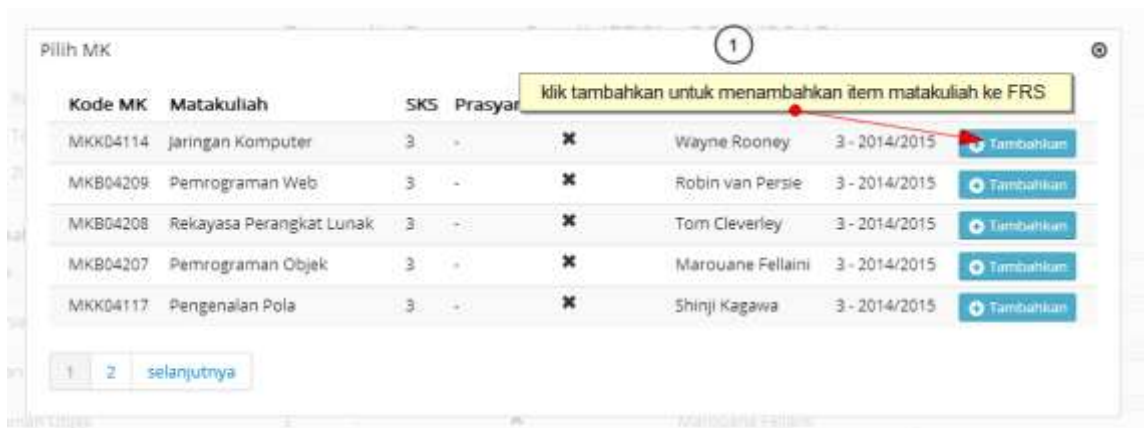 Pilih MK
1
klik tambahkan untuk menambahkan item matakuliah ke FRS
Kode MK Matakuliah SKS Prasyar
MKK04114 Jaringan Komputer 3 - ✖ Wayne Rooney 3 - 2014/2015 Tambahkan
MKB04209 Pemrograman Web 3 - ✖ Robin van Persie 3 - 2014/2015 Tambahkan
MKB04208 Rekayasa Perangkat Lunak 3 - ✖ Tom Cleverley 3 - 2014/2015 Tambahkan
MKB04207 Pemrograman Objek 3 - ✖ Marouane Fellaini 3 - 2014/2015 Tambahkan
MKK04117 Pengenalan Pola 3 - ✖ Shinji Kagawa 3 - 2014/2015 Tambahkan
1 2 selanjutnya